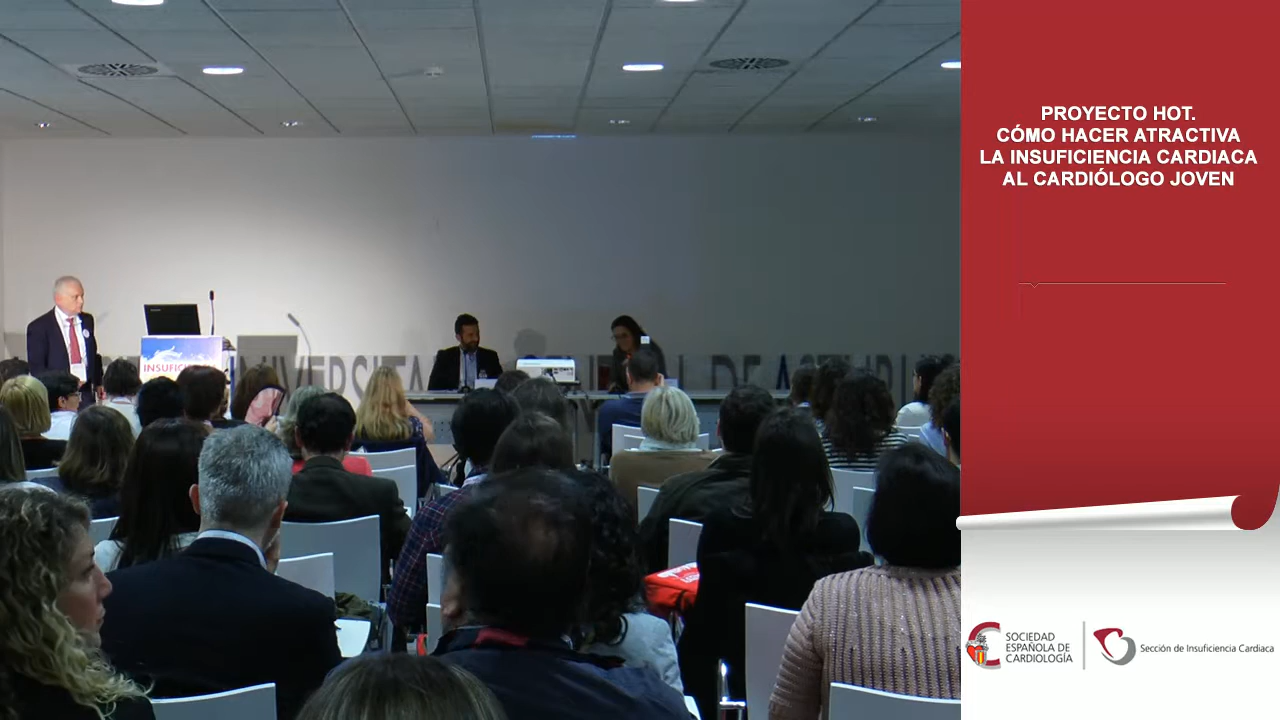 PROYECTO HOT.
CÓMO HACER ATRACTIVA
LA INSUFICIENCIA CARDIACA
AL CARDIÓLOGO JOVEN
SOCIEDAD
ESPAÑOLA DE
CARDIOLOGÍA
Sección de Insuficiencia Cardiaca
DE